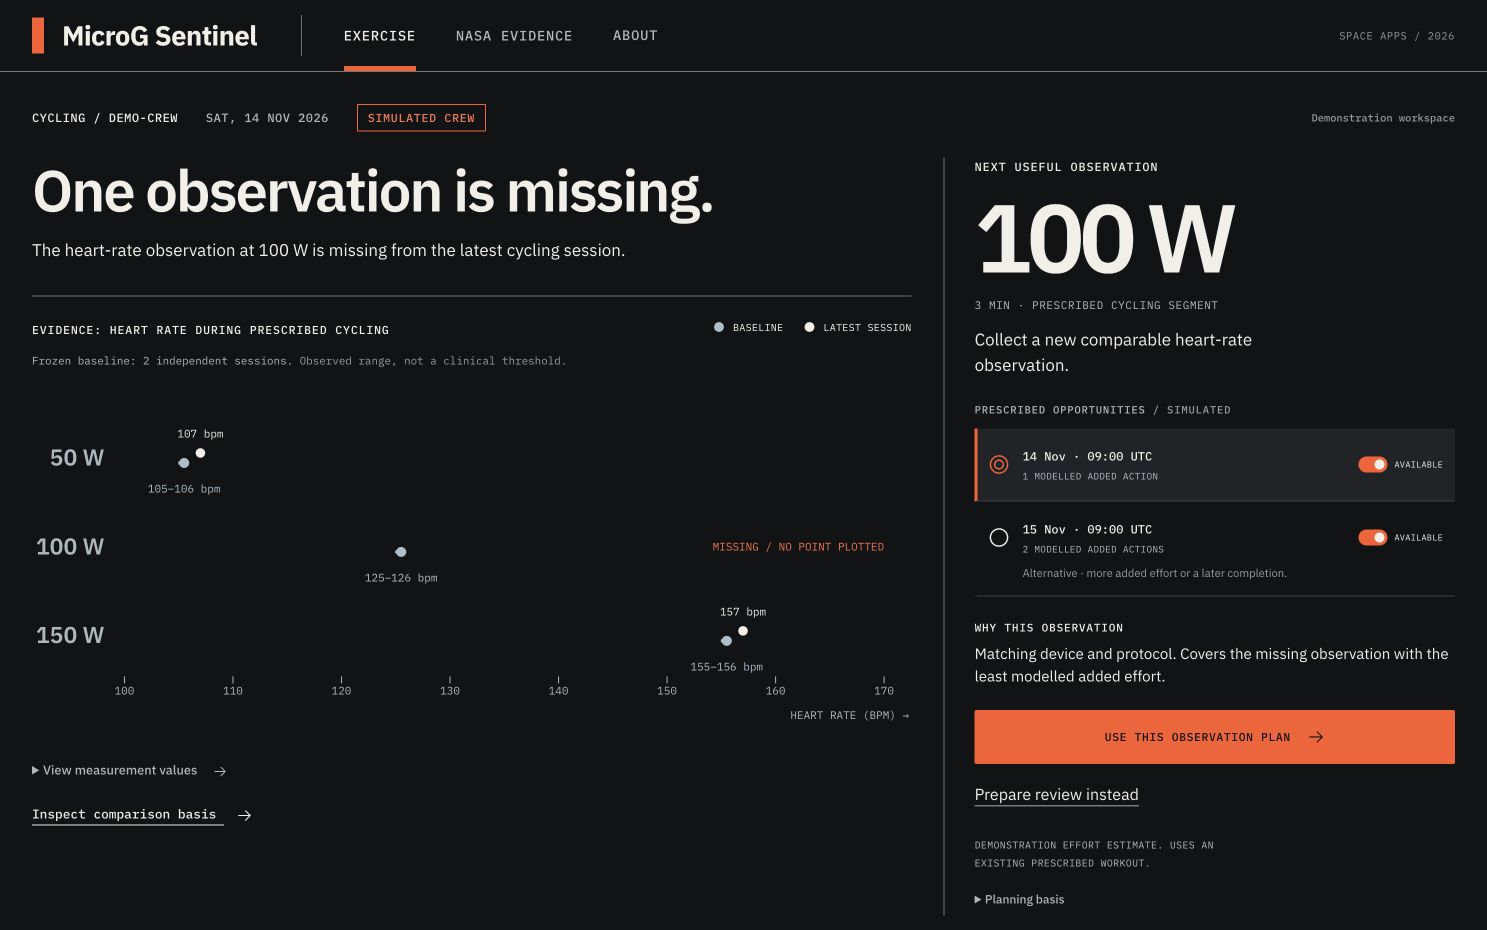 MicroG Sentinel
EXERCISE
NASA EVIDENCE
ABOUT
SPACE APPS / 2026
CYCLING / DEMO-CREW
SAT, 14 NOV 2026
SIMULATED CREW
Demonstration workspace
One observation is missing.
The heart-rate observation at 100 W is missing from the latest cycling session.
EVIDENCE: HEART RATE DURING PRESCRIBED CYCLING
BASELINE
LATEST SESSION
Frozen baseline: 2 independent sessions. Observed range, not a clinical threshold.
107 bpm
50 W
105–106 bpm
100 W
MISSING / NO POINT PLOTTED
125–126 bpm
157 bpm
150 W
155–156 bpm
100 110 120 130 140 150 160 170
HEART RATE (BPM) →
▶ View measurement values →
Inspect comparison basis →
NEXT USEFUL OBSERVATION
100 W
3 MIN · PRESCRIBED CYCLING SEGMENT
Collect a new comparable heart-rate
observation.
PRESCRIBED OPPORTUNITIES / SIMULATED
14 Nov · 09:00 UTC
1 MODELLED ADDED ACTION
AVAILABLE
15 Nov · 09:00 UTC
2 MODELLED ADDED ACTIONS
AVAILABLE
Alternative · more added effort or a later completion.
WHY THIS OBSERVATION
Matching device and protocol. Covers the missing observation with the
least modelled added effort.
USE THIS OBSERVATION PLAN →
Prepare review instead
DEMONSTRATION EFFORT ESTIMATE. USES AN
EXISTING PRESCRIBED WORKOUT.
▶ Planning basis